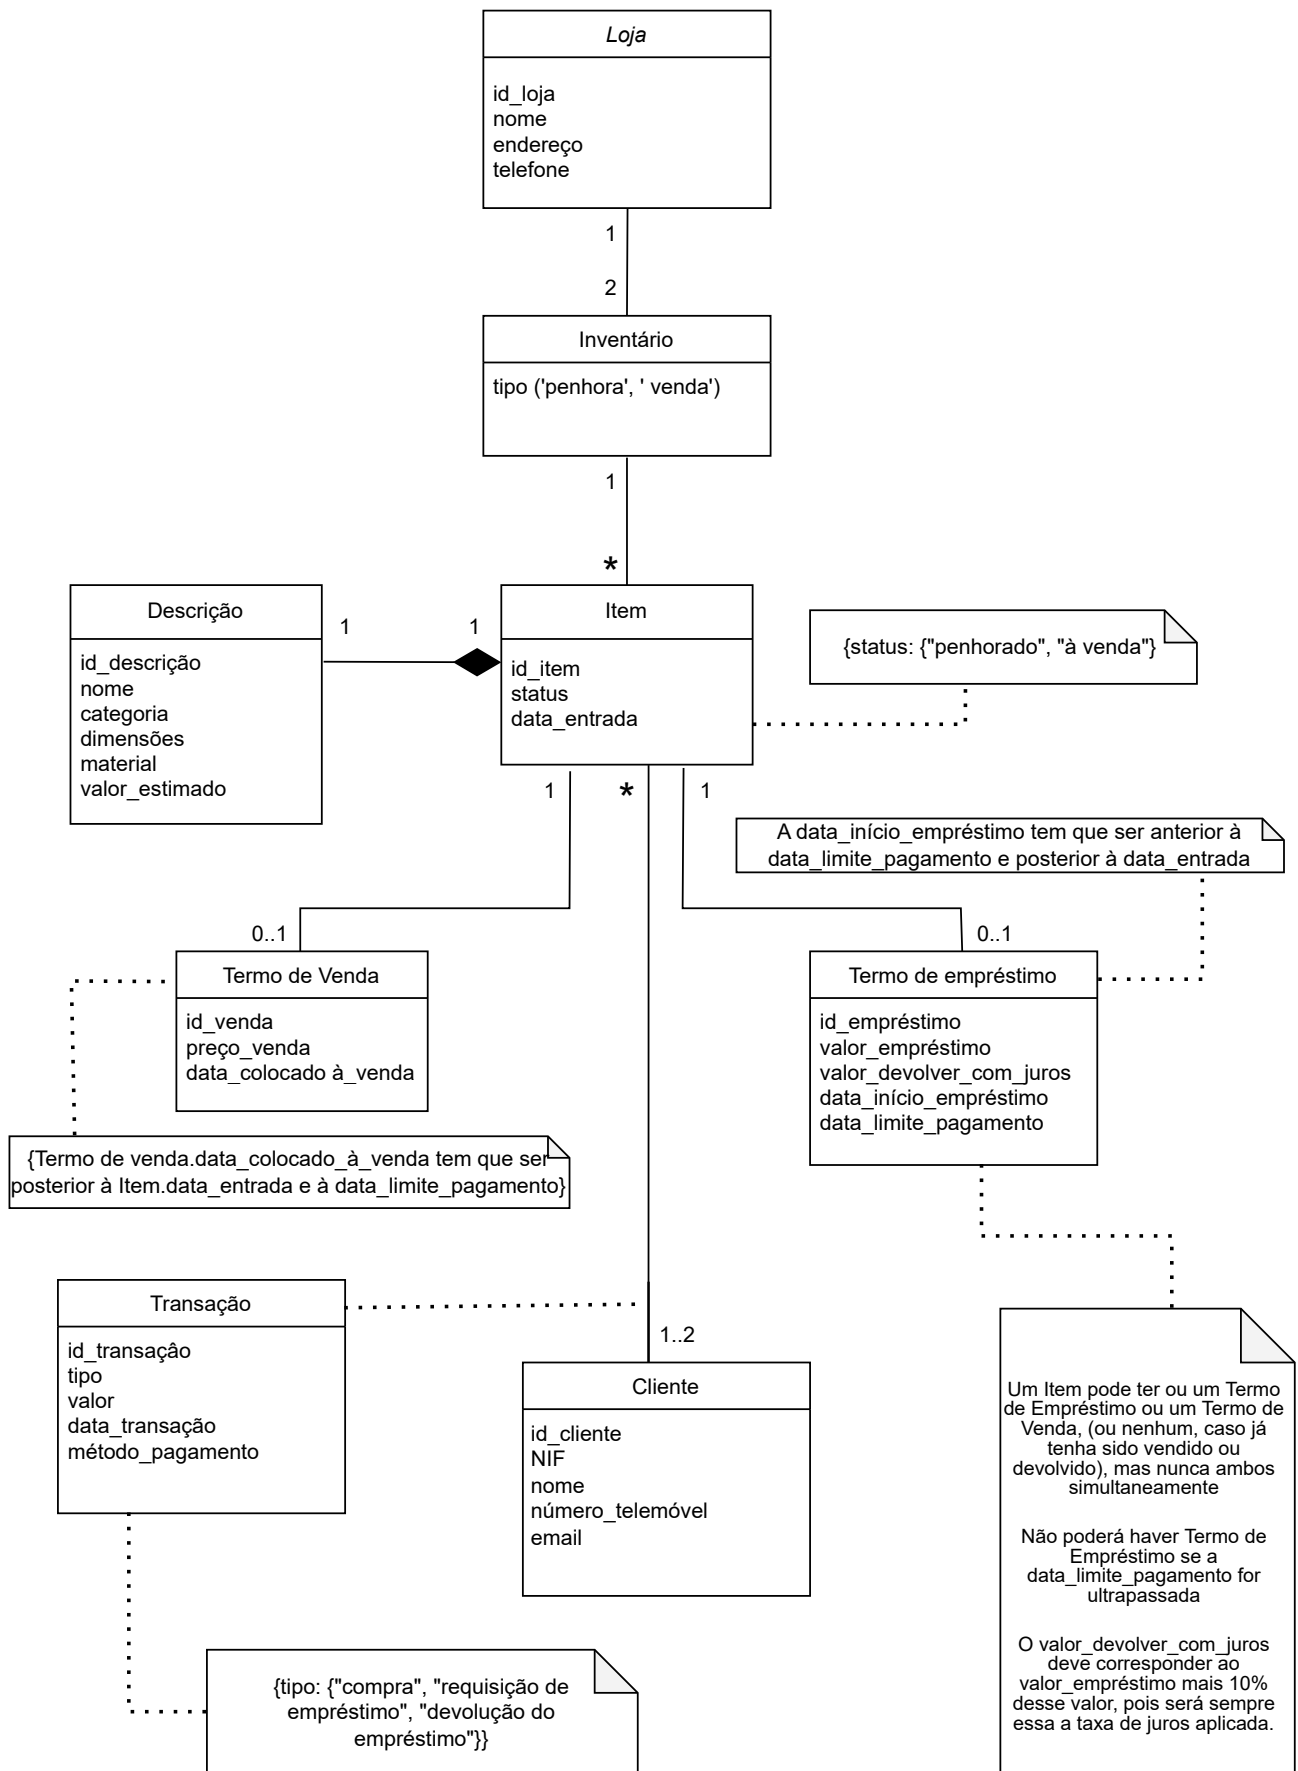 Loja
id_loja
nome
endereço
telefone
1
2
Inventário
tipo ('penhora', ' venda')
1
*
Descrição
id_descrição
nome
categoria
dimensões
material
valor_estimado
1
1
Item
id_item
status
data_entrada
{status: {"penhorado", "à venda"}
1
*
1
A data_início_empréstimo tem que ser anterior à
data_limite_pagamento e posterior à data_entrada
0..1
0..1
Termo de Venda
id_venda
preço_venda
data_colocado à_venda
Termo de empréstimo
id_empréstimo
valor_empréstimo
valor_devolver_com_juros
data_início_empréstimo
data_limite_pagamento
{Termo de venda.data_colocado_à_venda tem que ser
posterior à Item.data_entrada e à data_limite_pagamento}
Transação
id_transaçâo
tipo
valor
data_transação
método_pagamento
1..2
Cliente
id_cliente
NIF
nome
número_telemóvel
email
Um Item pode ter ou um Termo
de Empréstimo ou um Termo de
Venda, (ou nenhum, caso já
tenha sido vendido ou
devolvido), mas nunca ambos
simultaneamente
Não poderá haver Termo de
Empréstimo se a
data_limite_pagamento for
ultrapassada
O valor_devolver_com_juros
deve corresponder ao
valor_empréstimo mais 10%
desse valor, pois será sempre
essa a taxa de juros aplicada.
{tipo: {"compra", "requisição de
empréstimo", "devolução do
empréstimo"}}